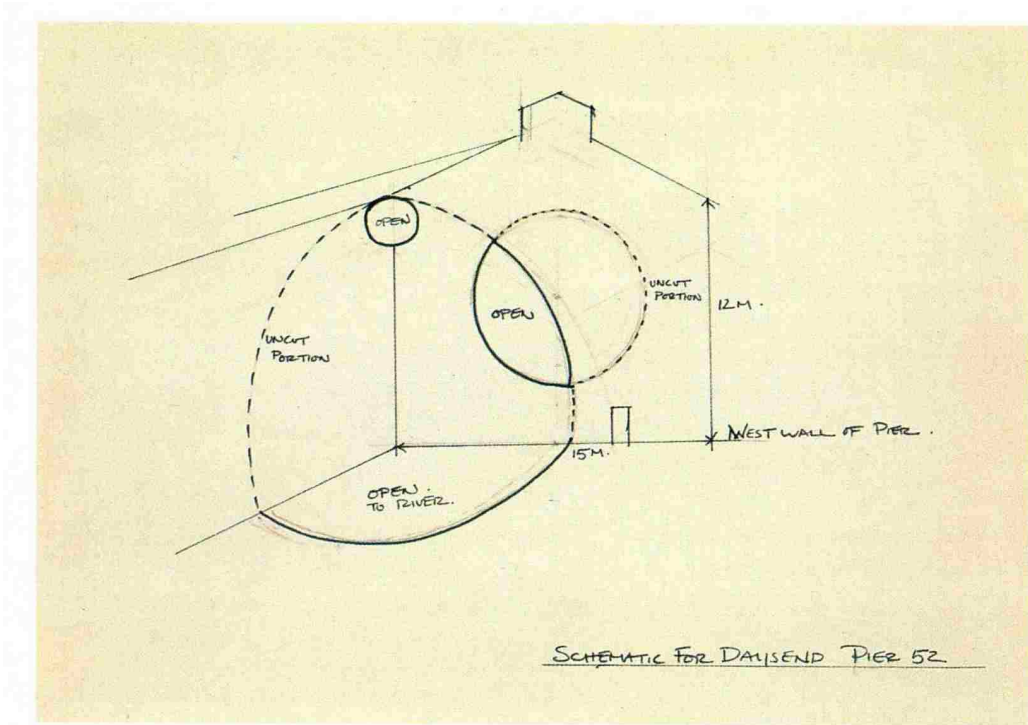 OPEN
UNCUT
PORTION
OPEN
UNCUT
PORTION
12M.
WEST WALL OF PIER.
15M.
OPEN.
TO RIVER.
SCHEMATIC FOR DAYSEND PIER 52